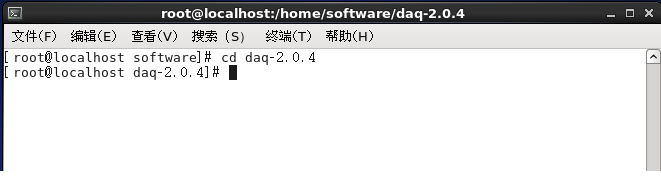 root@localhost:/home/software/daq-2.0.4
文件(F) 编辑(E) 查看(V) 搜索 (S) 终端(T) 帮助(H)
[root@localhost software]# cd daq-2.0.4
[root@localhost daq-2.0.4]#